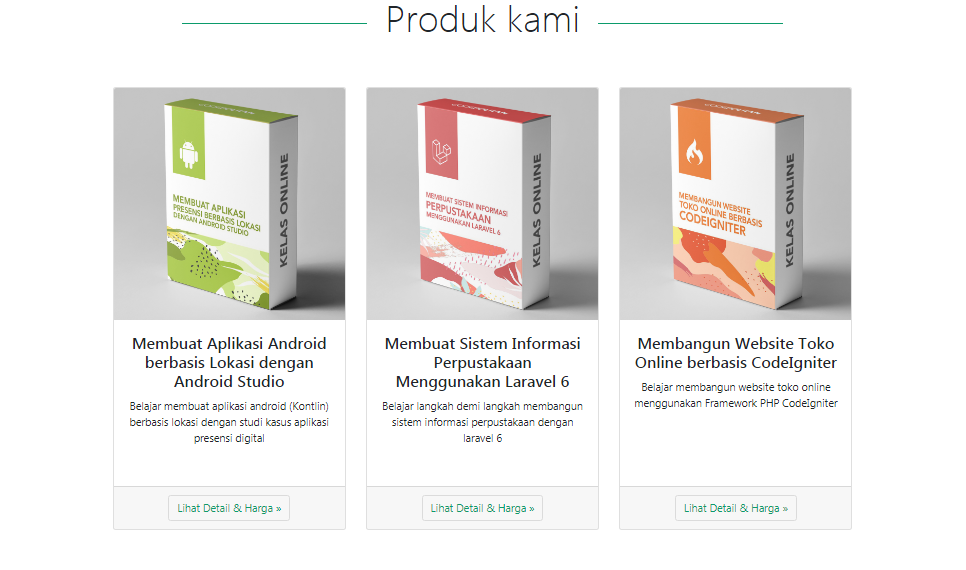 Produk kami
MEMBUAT APLIKASI
PRESENSI BERBASIS LOKASI
DENGAN ANDROID STUDIO
KELAS ONLINE
MEMBUAT SISTEM INFORMASI
PERPUSTAKAAN
MENGGUNAKAN LARAVEL 6
KELAS ONLINE
MEMBANGUN WEBSITE
TOKO ONLINE BERBASIS
CODEIGNITER
KELAS ONLINE
Membuat Aplikasi Android
berbasis Lokasi dengan
Android Studio
Belajar membuat aplikasi android (Kontlin)
berbasis lokasi dengan studi kasus aplikasi
presensi digital
Lihat Detail & Harga »
Membuat Sistem Informasi
Perpustakaan
Menggunakan Laravel 6
Belajar langkah demi langkah membangun
sistem informasi perpustakaan dengan
laravel 6
Lihat Detail & Harga »
Membangun Website Toko
Online berbasis CodeIgniter
Belajar membangun website toko online
menggunakan Framework PHP CodeIgniter
Lihat Detail & Harga »